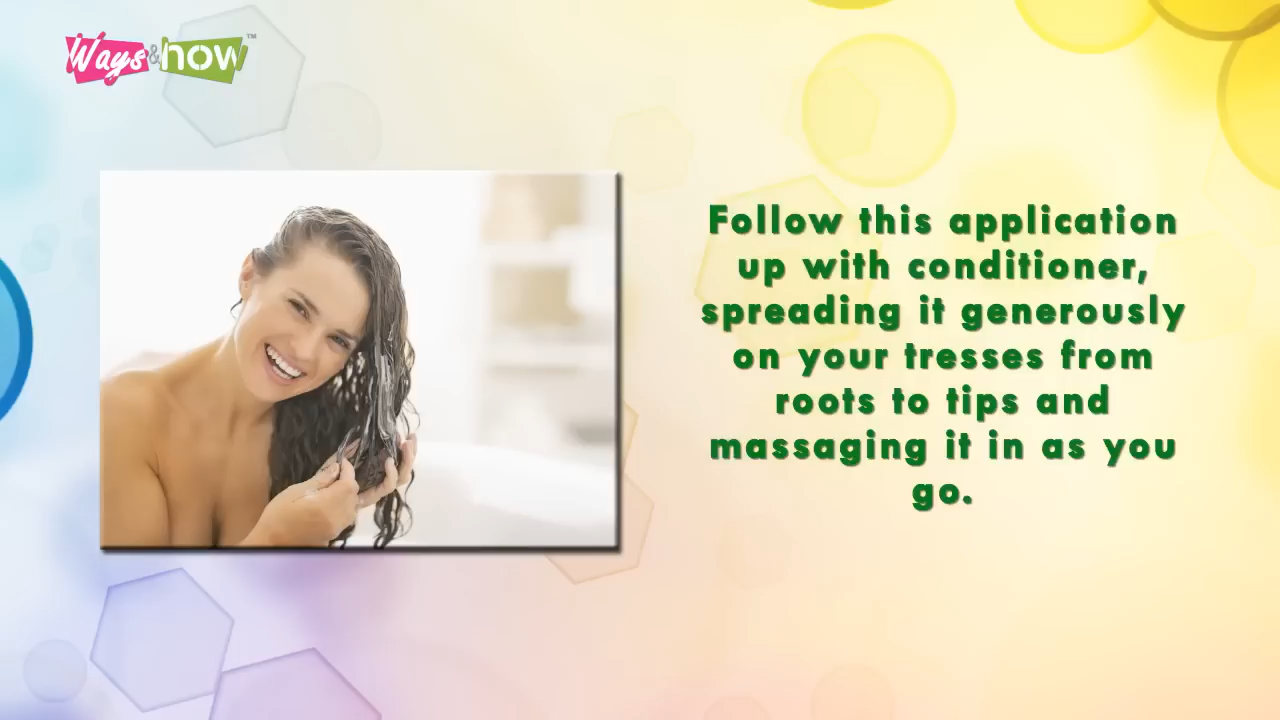 Ways&how™
Follow this application
up with conditioner,
spreading it generously
on your tresses from
roots to tips and
massaging it in as you
go.